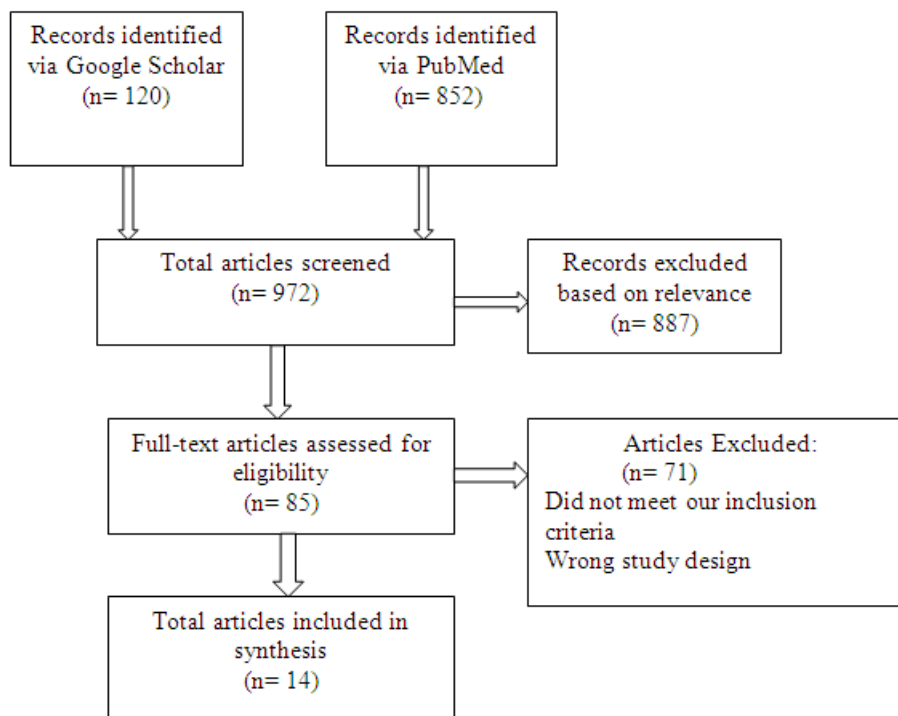 Records identified
via Google Scholar
(n= 120)
Records identified
via PubMed
(n= 852)
Total articles screened
(n= 972)
Records excluded
based on relevance
(n= 887)
Full-text articles assessed for
eligibility
(n= 85)
Articles Excluded:
(n= 71)
Did not meet our inclusion
criteria
Wrong study design
Total articles included in
synthesis
(n= 14)